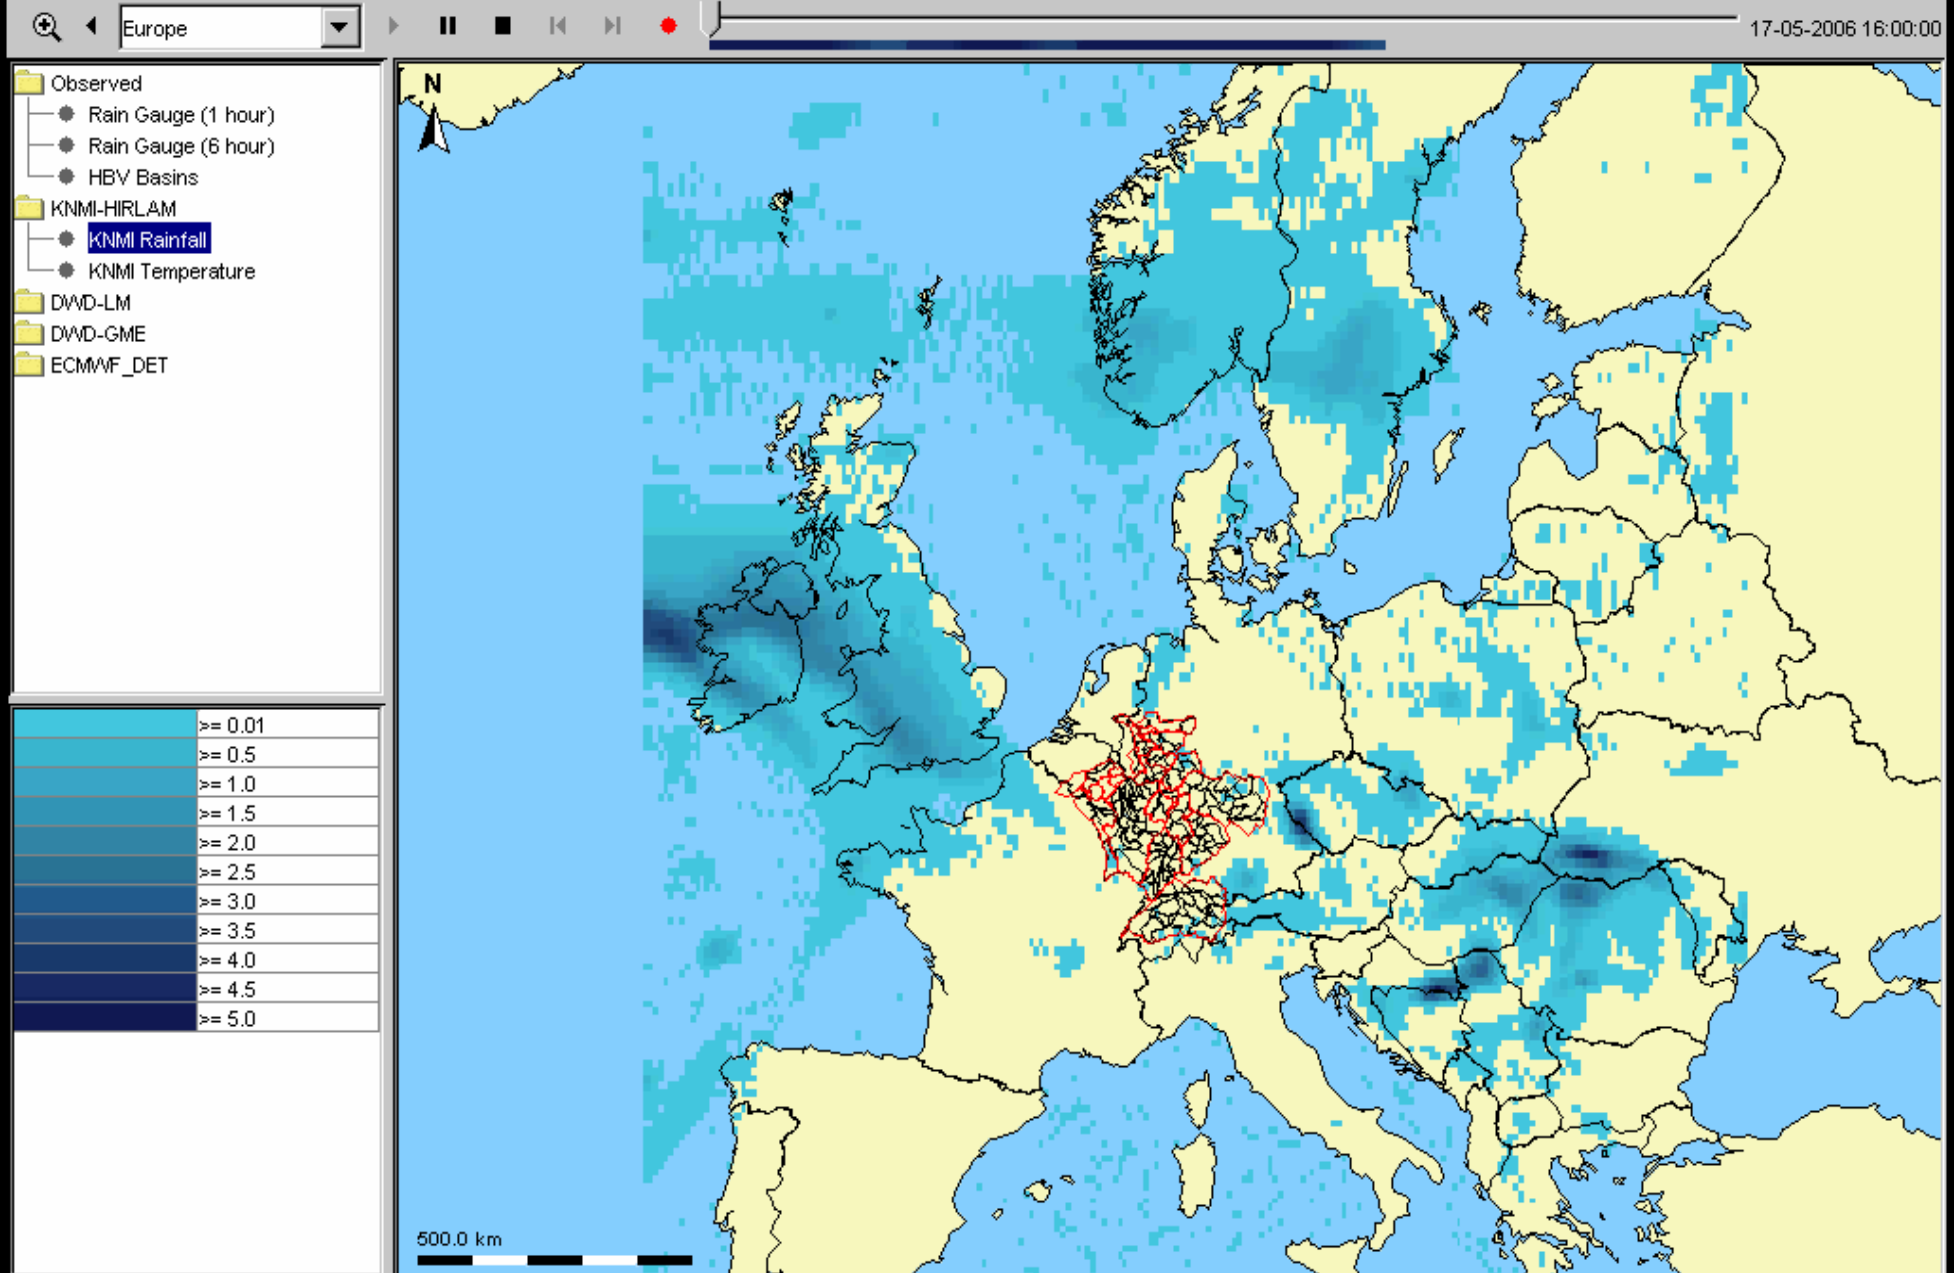 Europe
17-05-2006 16:00:00
Observed
Rain Gauge (1 hour)
Rain Gauge (6 hour)
HBV Basins
KNMI-HIRLAM
KNMI Rainfall
KNMI Temperature
DWD-LM
DWD-GME
ECMWF_DET
>= 0.01
>= 0.5
>= 1.0
>= 1.5
>= 2.0
>= 2.5
>= 3.0
>= 3.5
>= 4.0
>= 4.5
>= 5.0
N
500.0 km